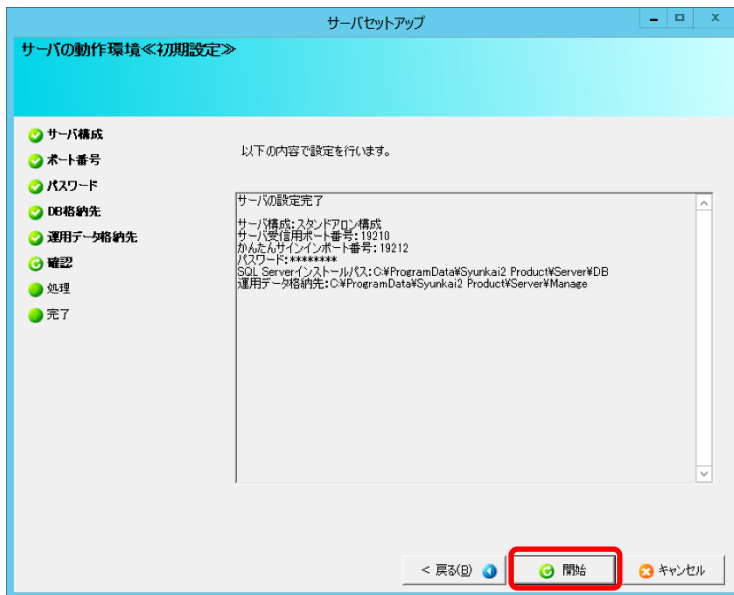 サーバセットアップ
サーバの動作環境≪初期設定≫
サーバ構成
ポート番号
パスワード
DB格納先
運用データ格納先
確認
処理
完了
以下の内容で設定を行います。
サーバの設定完了
サーバ構成:スタンドアロン構成
サーバ受信用ポート番号:19210
かんたんサインインポート番号:19212
パスワード:********
SQL Serverインストールパス:C:¥ProgramData¥Syunkai2 Product¥Server¥DB
運用データ格納先:C:¥ProgramData¥Syunkai2 Product¥Server¥Manage
< 戻る(B)
開始
キャンセル